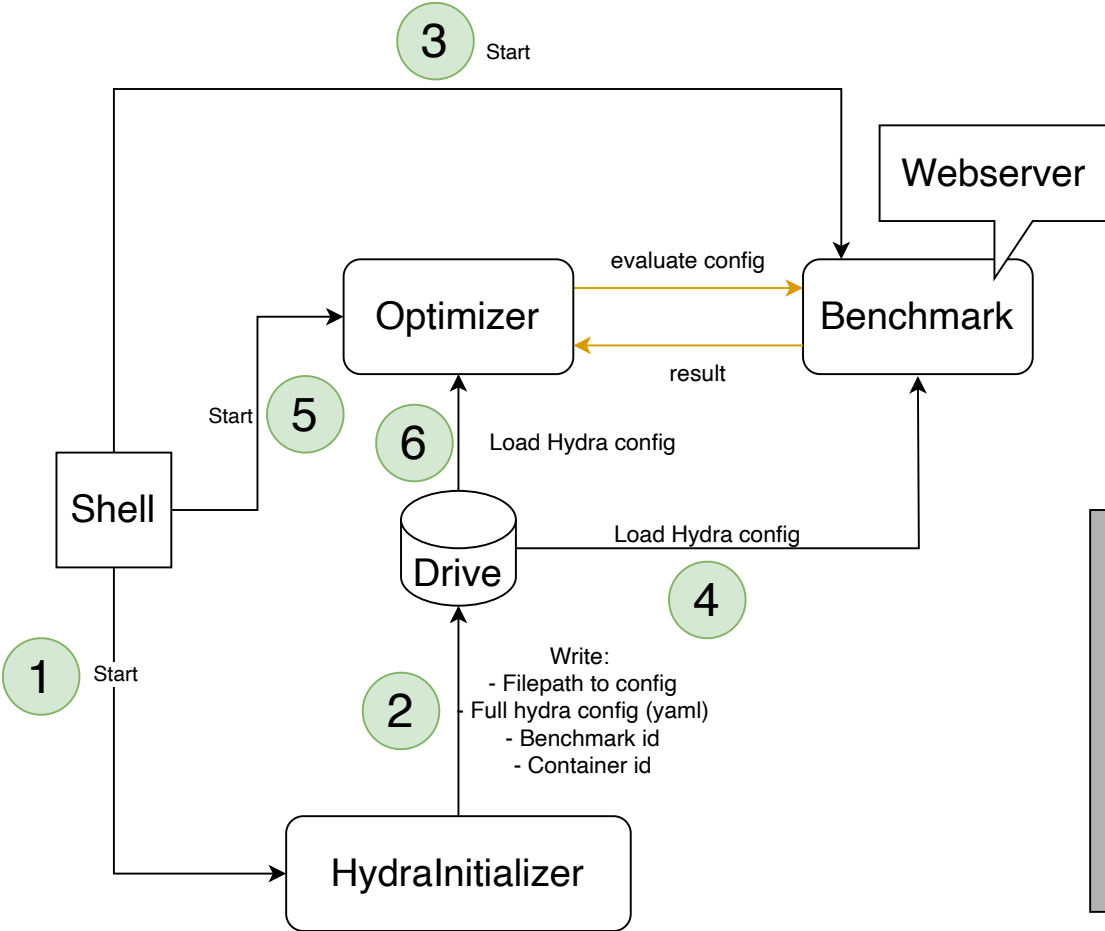 3
Start
Webserver
evaluate config
Optimizer
Benchmark
result
Start
5
6
Load Hydra config
Shell
Load Hydra config
Drive
4
1
Start
2
Write:
- Filepath to config
- Full hydra config (yaml)
- Benchmark id
- Container id
HydraInitializer